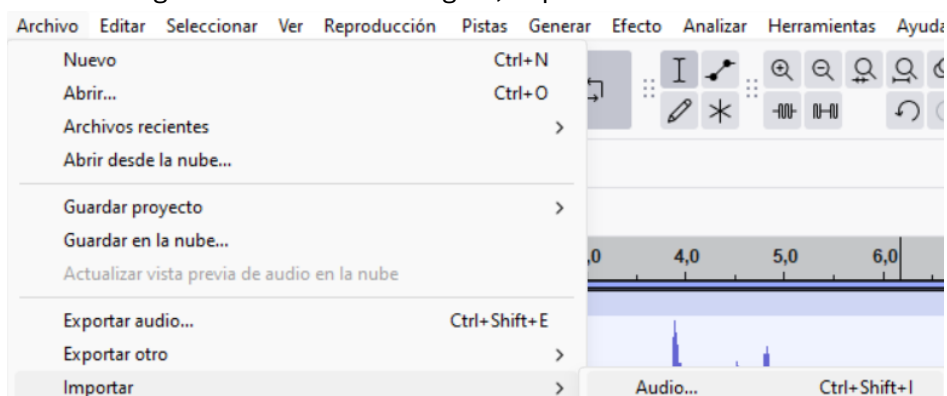 Archivo Editar Seleccionar Ver Reproducción Pistas Generar Efecto Analizar Herramientas Ayuda
Nuevo Ctrl+N
Abrir... Ctrl+O
Archivos recientes >
Abrir desde la nube...
Guardar proyecto >
Guardar en la nube...
,0 4,0 5,0 6,0
Actualizar vista previa de audio en la nube
Exportar audio... Ctrl+Shift+E
Exportar otro >
Importar > Audio... Ctrl+Shift+I